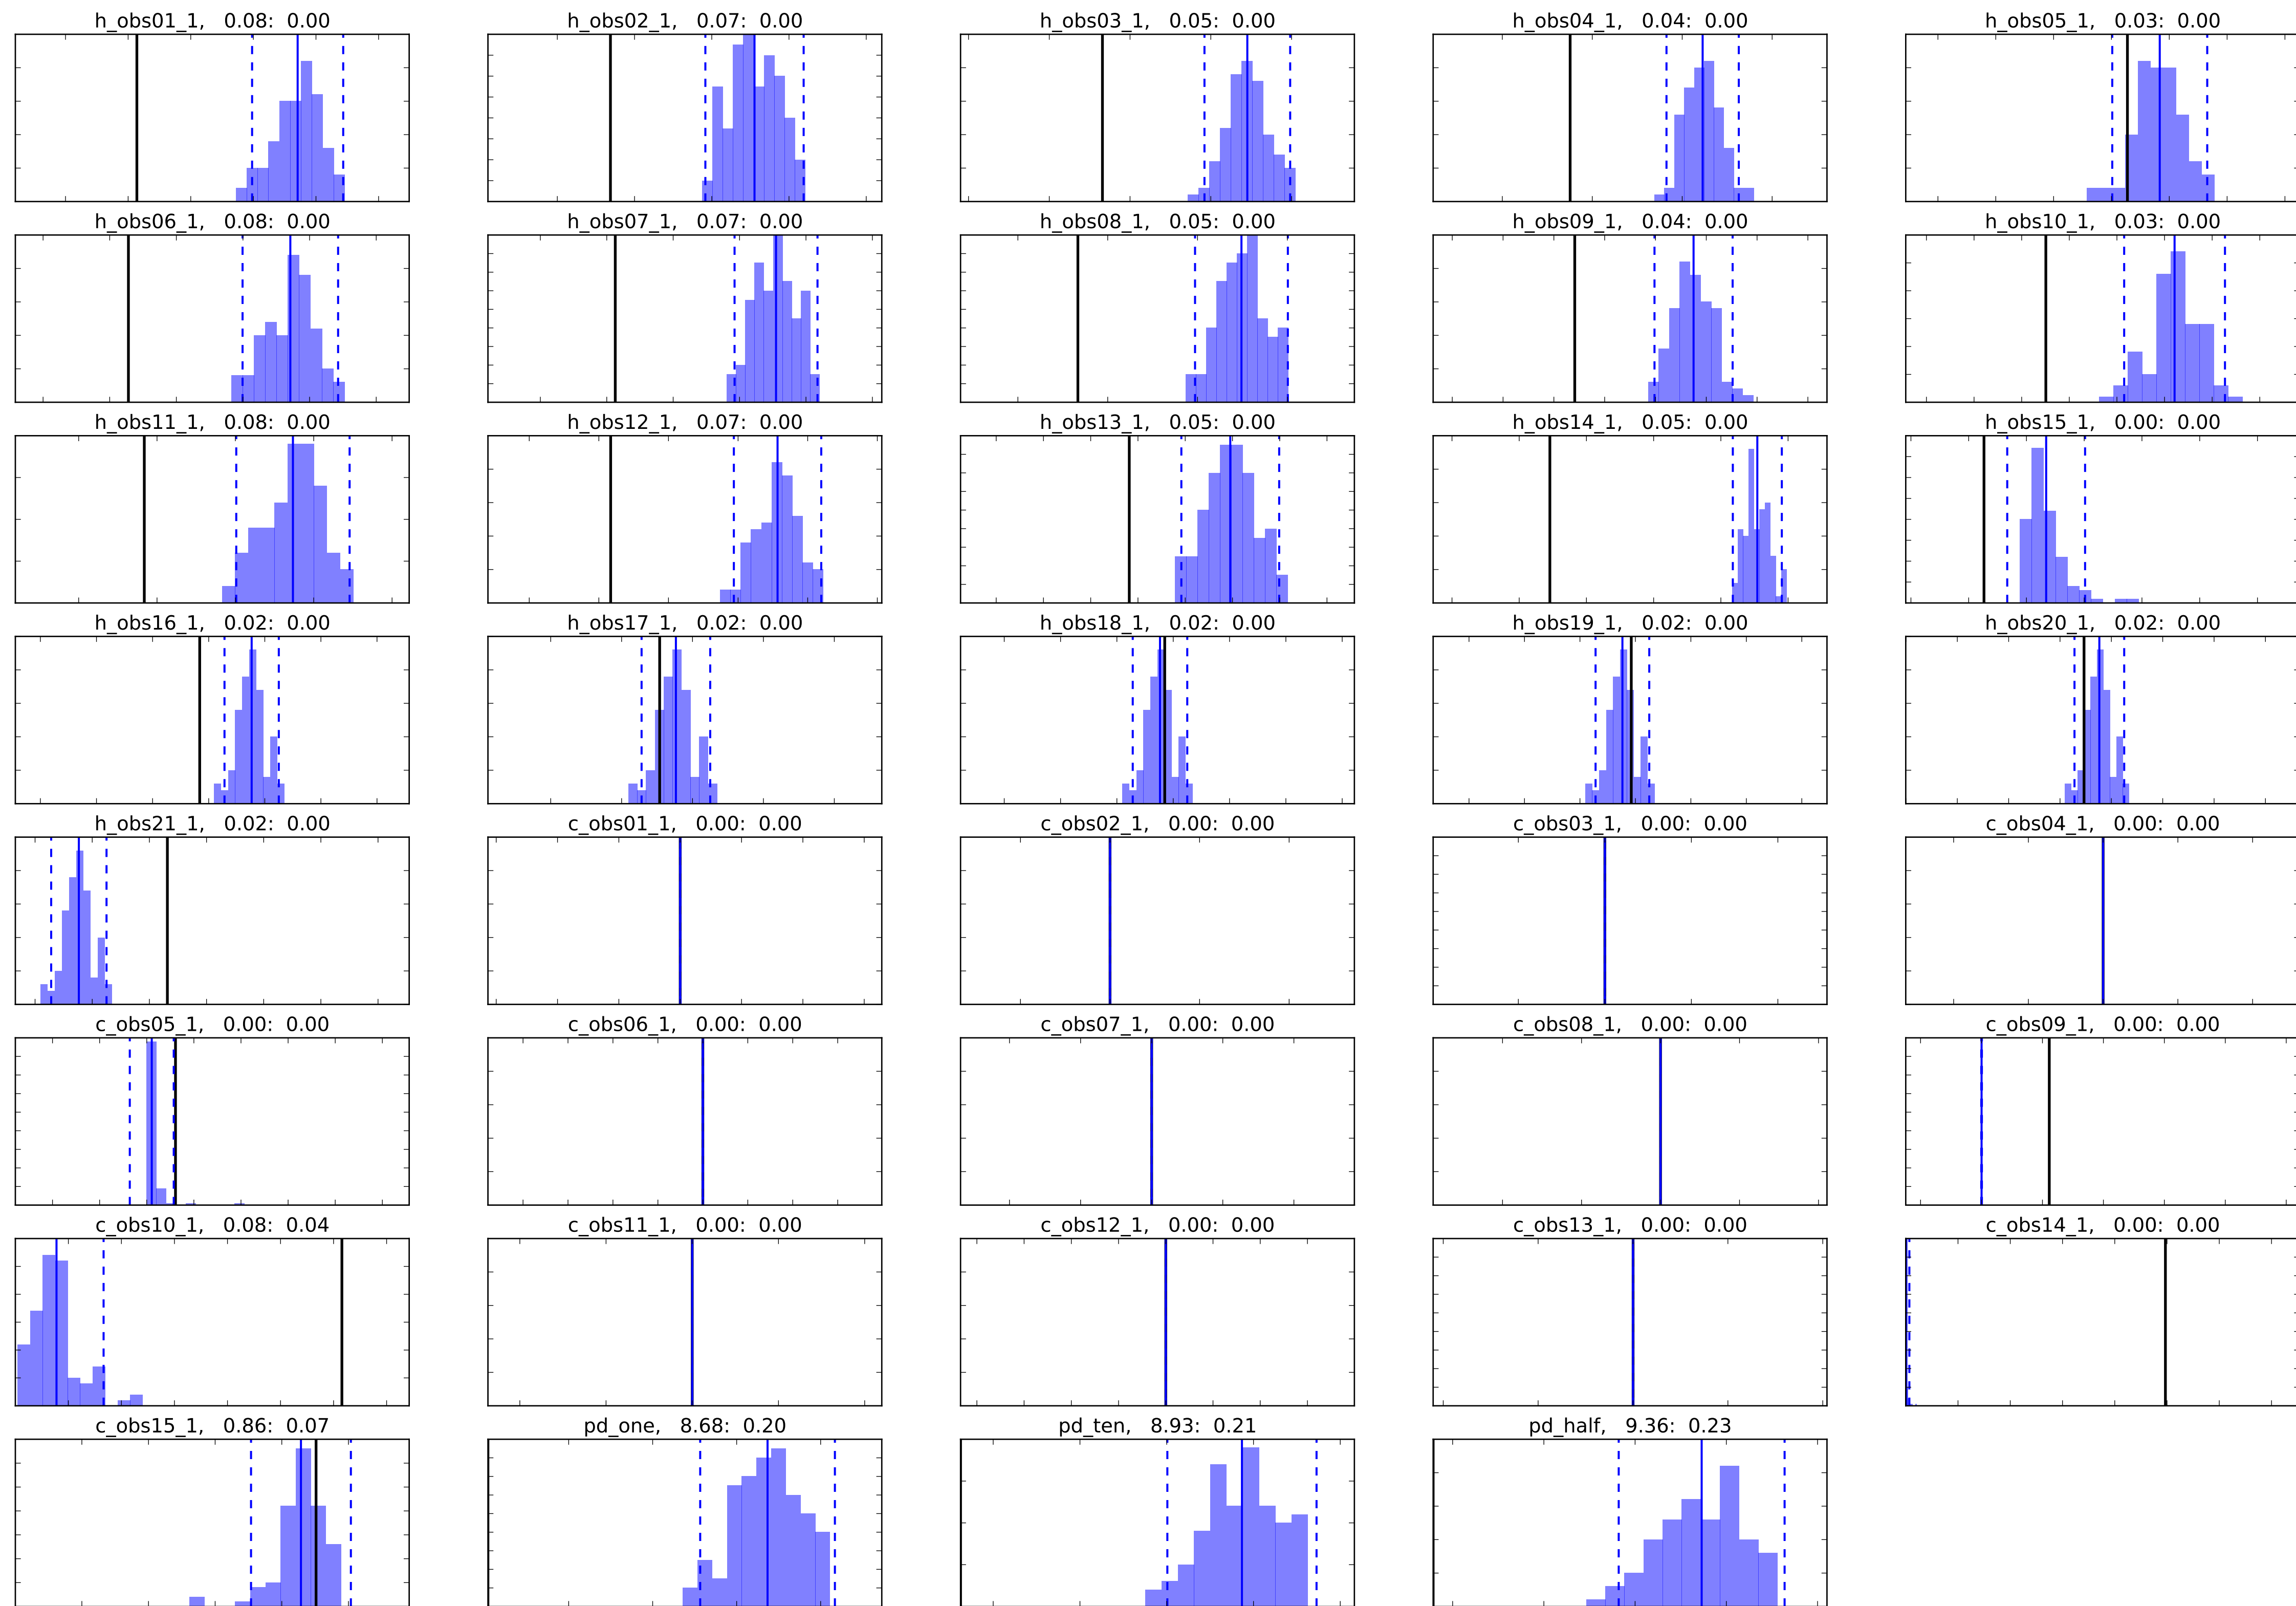 h_obs01_1, 0.08: 0.00
h_obs02_1, 0.07: 0.00
h_obs03_1, 0.05: 0.00
h_obs04_1, 0.04: 0.00
h_obs05_1, 0.03: 0.00
h_obs06_1, 0.08: 0.00
h_obs07_1, 0.07: 0.00
h_obs08_1, 0.05: 0.00
h_obs09_1, 0.04: 0.00
h_obs10_1, 0.03: 0.00
h_obs11_1, 0.08: 0.00
h_obs12_1, 0.07: 0.00
h_obs13_1, 0.05: 0.00
h_obs14_1, 0.05: 0.00
h_obs15_1, 0.00: 0.00
h_obs16_1, 0.02: 0.00
h_obs17_1, 0.02: 0.00
h_obs18_1, 0.02: 0.00
h_obs19_1, 0.02: 0.00
h_obs20_1, 0.02: 0.00
h_obs21_1, 0.02: 0.00
c_obs01_1, 0.00: 0.00
c_obs02_1, 0.00: 0.00
c_obs03_1, 0.00: 0.00
c_obs04_1, 0.00: 0.00
c_obs05_1, 0.00: 0.00
c_obs06_1, 0.00: 0.00
c_obs07_1, 0.00: 0.00
c_obs08_1, 0.00: 0.00
c_obs09_1, 0.00: 0.00
c_obs10_1, 0.08: 0.04
c_obs11_1, 0.00: 0.00
c_obs12_1, 0.00: 0.00
c_obs13_1, 0.00: 0.00
c_obs14_1, 0.00: 0.00
c_obs15_1, 0.86: 0.07
pd_one, 8.68: 0.20
pd_ten, 8.93: 0.21
pd_half, 9.36: 0.23